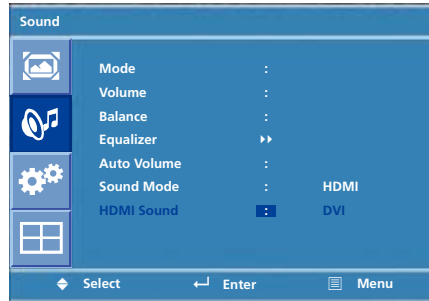 Sound
Mode :
Volume :
Balance :
Equalizer
Auto Volume :
Sound Mode : HDMI
HDMI Sound : DVI
Select Enter Menu